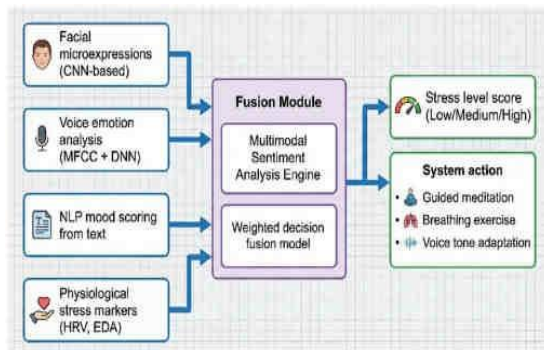 Facial
microexpressions
(CNN-based)
Voice emotion
analysis
(MFCC + DNN)
NLP mood scoring
from text
Physiological
stress markers
(HRV, EDA)
Fusion Module
Multimodal
Sentiment
Analysis Engine
Weighted decision
fusion model
Stress level score
(Low/Medium/High)
System action
• Guided meditation
• Breathing exercise
• Voice tone adaptation